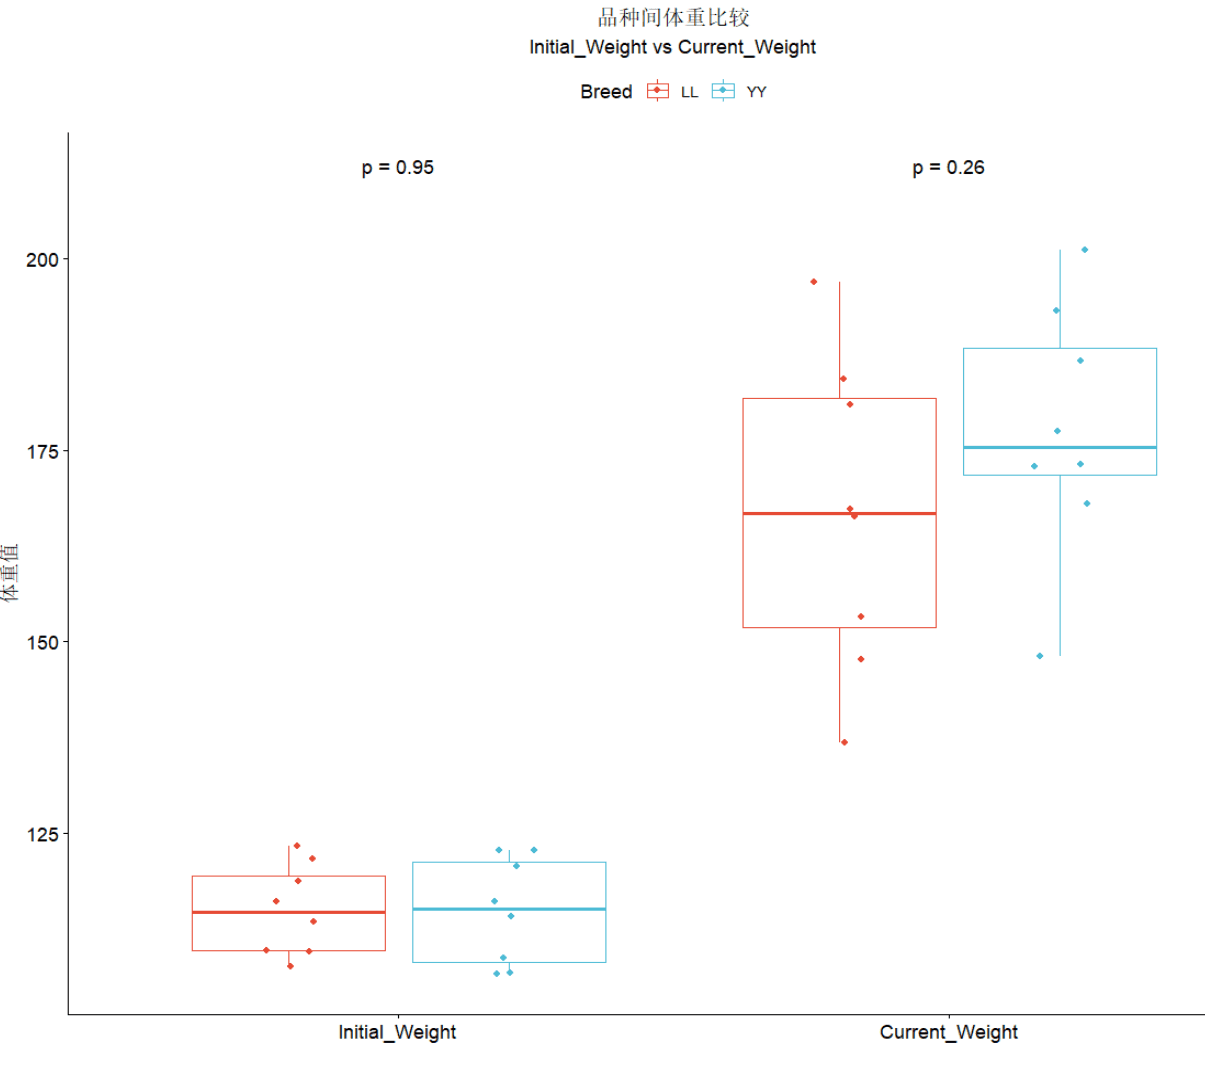 品种间体重比较
Initial_Weight vs Current_Weight
Breed LL YY
p = 0.95
p = 0.26
200
175
150
125
体重值
Initial_Weight
Current_Weight